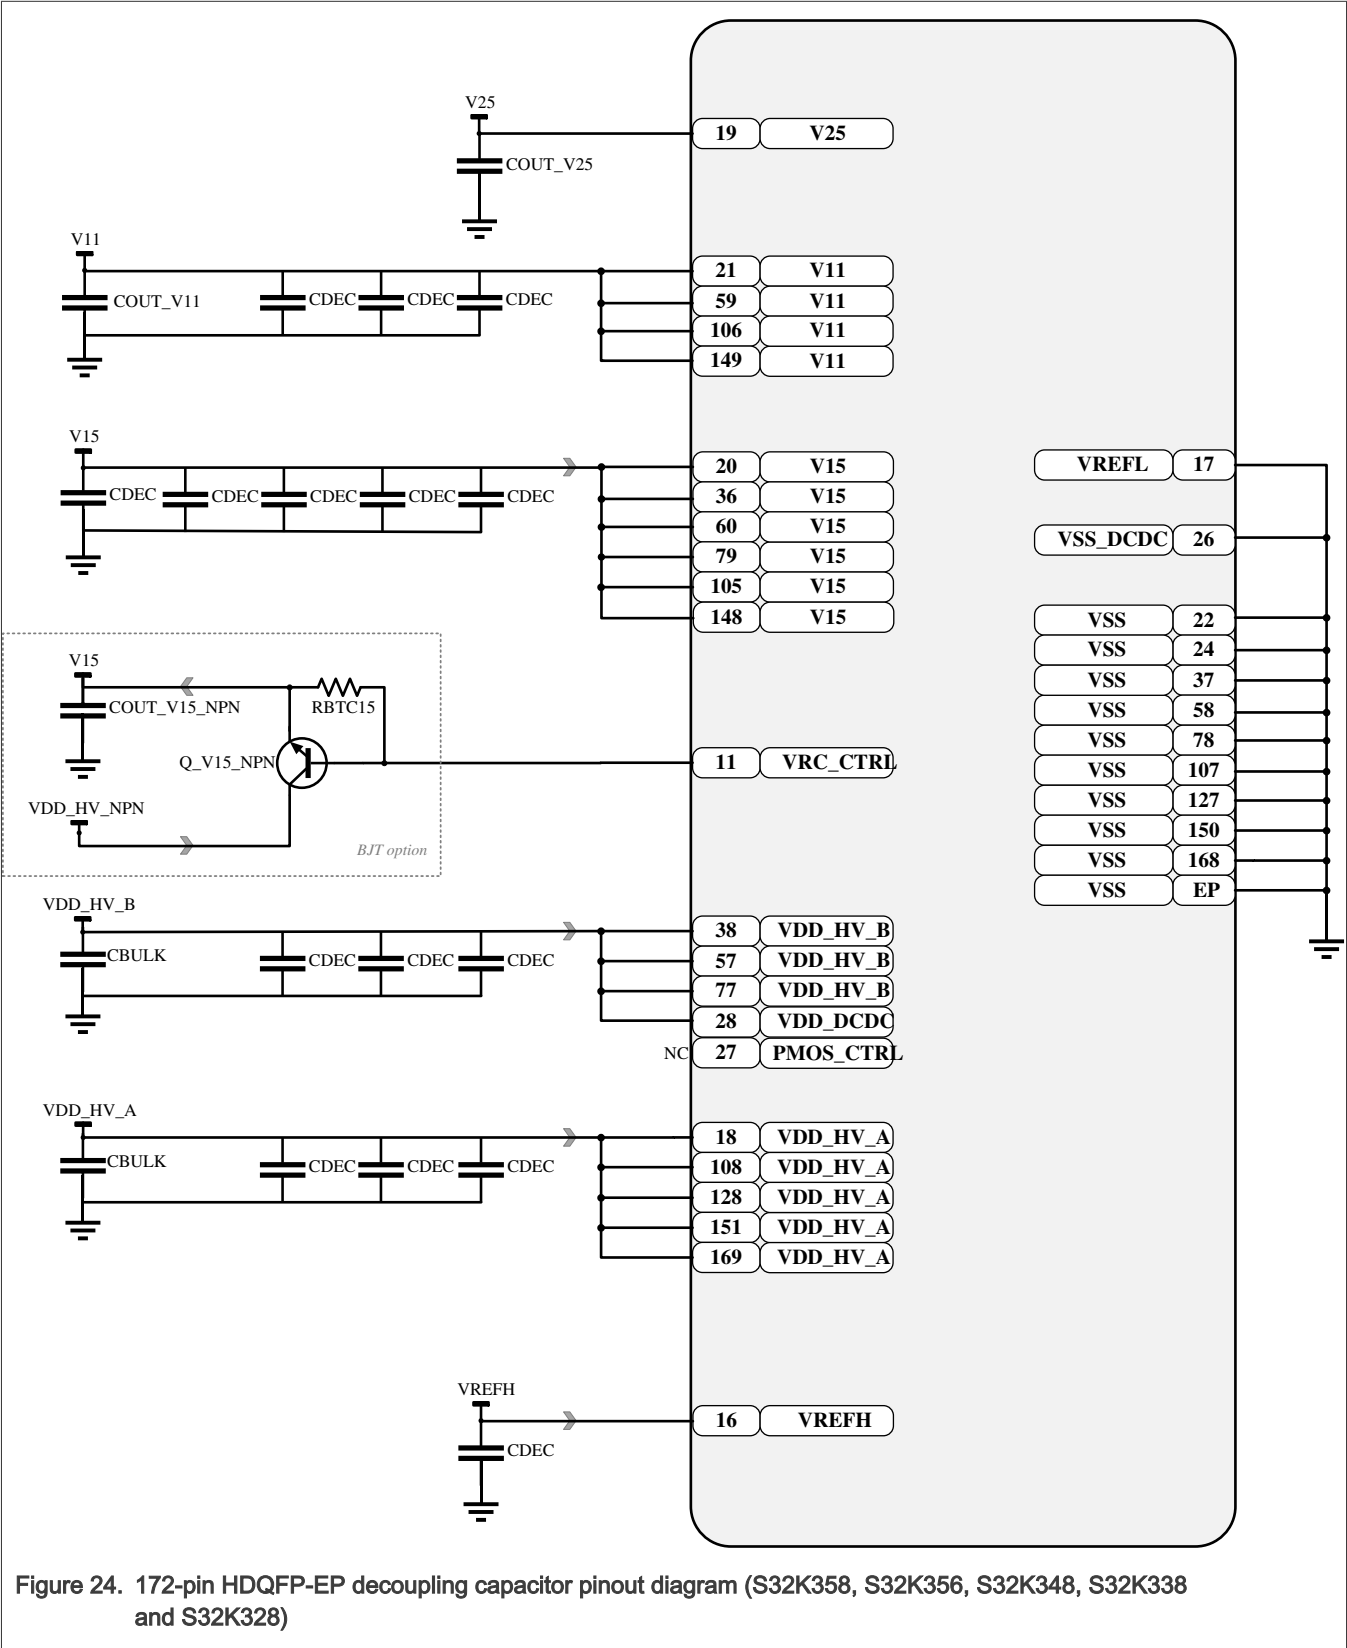 V25
19 V25
COUT_V25
V11
COUT_V11 CDEC CDEC CDEC
21 V11
59 V11
106 V11
149 V11
V15
CDEC CDEC CDEC CDEC CDEC
20 V15
36 V15
60 V15
79 V15
105 V15
148 V15
VREFL 17
VSS_DCDC 26
VSS 22
VSS 24
VSS 37
VSS 58
VSS 78
VSS 107
VSS 127
VSS 150
VSS 168
VSS EP
V15
COUT_V15_NPN
RBTC15
Q_V15_NPN
VDD_HV_NPN
BJT option
11 VRC_CTRL
VDD_HV_B
CBULK CDEC CDEC CDEC
38 VDD_HV_B
57 VDD_HV_B
77 VDD_HV_B
28 VDD_DCDC
NC 27 PMOS_CTRL
VDD_HV_A
CBULK CDEC CDEC CDEC
18 VDD_HV_A
108 VDD_HV_A
128 VDD_HV_A
151 VDD_HV_A
169 VDD_HV_A
VREFH
16 VREFH
CDEC
Figure 24. 172-pin HDQFP-EP decoupling capacitor pinout diagram (S32K358, S32K356, S32K348, S32K338
and S32K328)